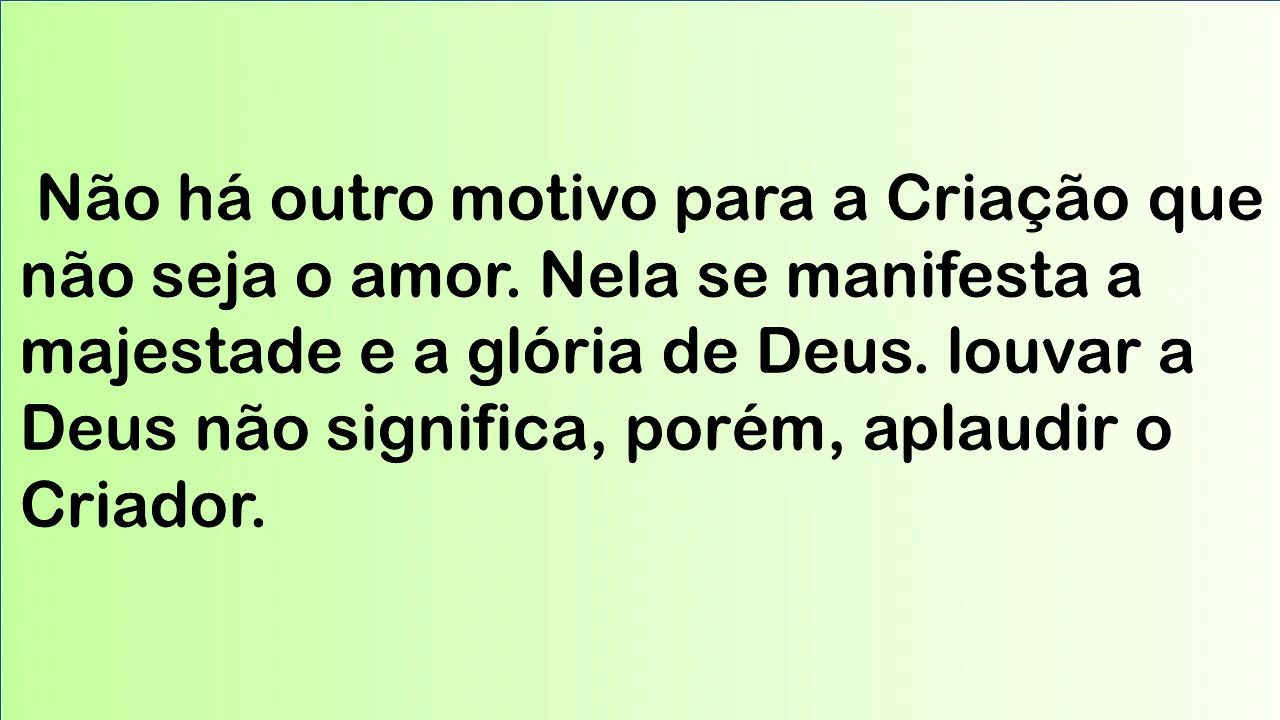 Não há outro motivo para a Criação que
não seja o amor. Nela se manifesta a
majestade e a glória de Deus. louvar a
Deus não significa, porém, aplaudir o
Criador.